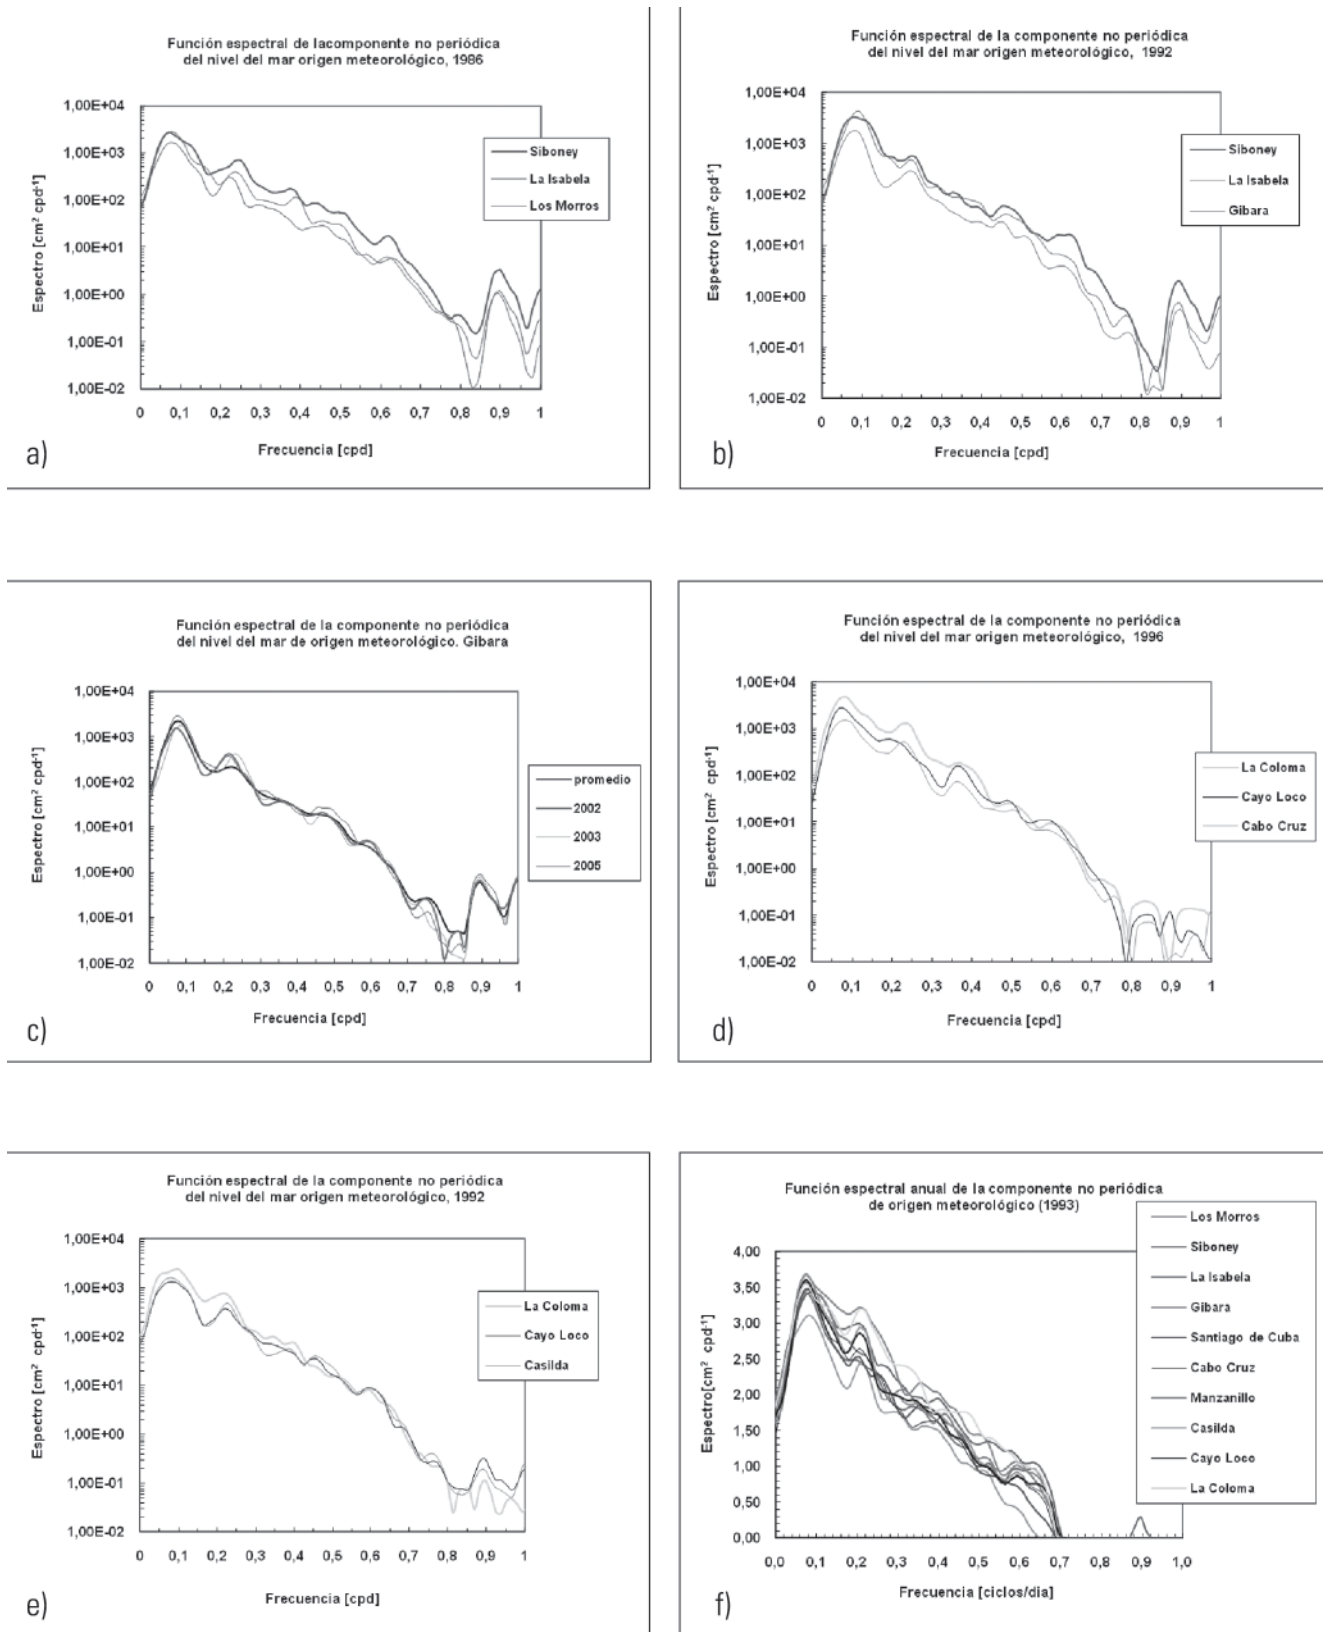 Función espectral de lacomponente no periódica
del nivel del mar origen meteorológico, 1986
1,00E+04
1,00E+03
1,00E+02
1,00E+01
1,00E+00
1,00E-01
1,00E-02
Espectro [cm² cpd⁻¹]
0 0,1 0,2 0,3 0,4 0,5 0,6 0,7 0,8 0,9 1
Frecuencia [cpd]
Siboney
La Isabela
Los Morros
a)
Función espectral de la componente no periódica
del nivel del mar origen meteorológico, 1992
1,00E+04
1,00E+03
1,00E+02
1,00E+01
1,00E+00
1,00E-01
1,00E-02
Espectro [cm² cpd⁻¹]
0 0,1 0,2 0,3 0,4 0,5 0,6 0,7 0,8 0,9 1
Frecuencia [cpd]
Siboney
La Isabela
Gibara
b)
Función espectral de la componente no periódica
del nivel del mar de origen meteorológico. Gibara
1,00E+04
1,00E+03
1,00E+02
1,00E+01
1,00E+00
1,00E-01
1,00E-02
Espectro [cm² cpd⁻¹]
0 0,1 0,2 0,3 0,4 0,5 0,6 0,7 0,8 0,9 1
Frecuencia [cpd]
promedio
2002
2003
2005
c)
Función espectral de la componente no periódica
del nivel del mar origen meteorológico, 1996
1,00E+04
1,00E+03
1,00E+02
1,00E+01
1,00E+00
1,00E-01
1,00E-02
Espectro [cm² cpd⁻¹]
0 0,1 0,2 0,3 0,4 0,5 0,6 0,7 0,8 0,9 1
Frecuencia [cpd]
La Coloma
Cayo Loco
Cabo Cruz
d)
Función espectral de la componente no periódica
del nivel del mar origen meteorológico, 1992
1,00E+04
1,00E+03
1,00E+02
1,00E+01
1,00E+00
1,00E-01
1,00E-02
Espectro [cm² cpd⁻¹]
0 0,1 0,2 0,3 0,4 0,5 0,6 0,7 0,8 0,9 1
Frecuencia [cpd]
La Coloma
Cayo Loco
Casilda
e)
Función espectral anual de la componente no periódica
de origen meteorológico (1993)
4,00
3,50
3,00
2,50
2,00
1,50
1,00
0,50
0,00
Espectro[cm² cpd⁻¹]
0,0 0,1 0,2 0,3 0,4 0,5 0,6 0,7 0,8 0,9 1,0
Frecuencia [ciclos/dia]
Los Morros
Siboney
La Isabela
Gibara
Santiago de Cuba
Cabo Cruz
Manzanillo
Casilda
Cayo Loco
La Coloma
f)